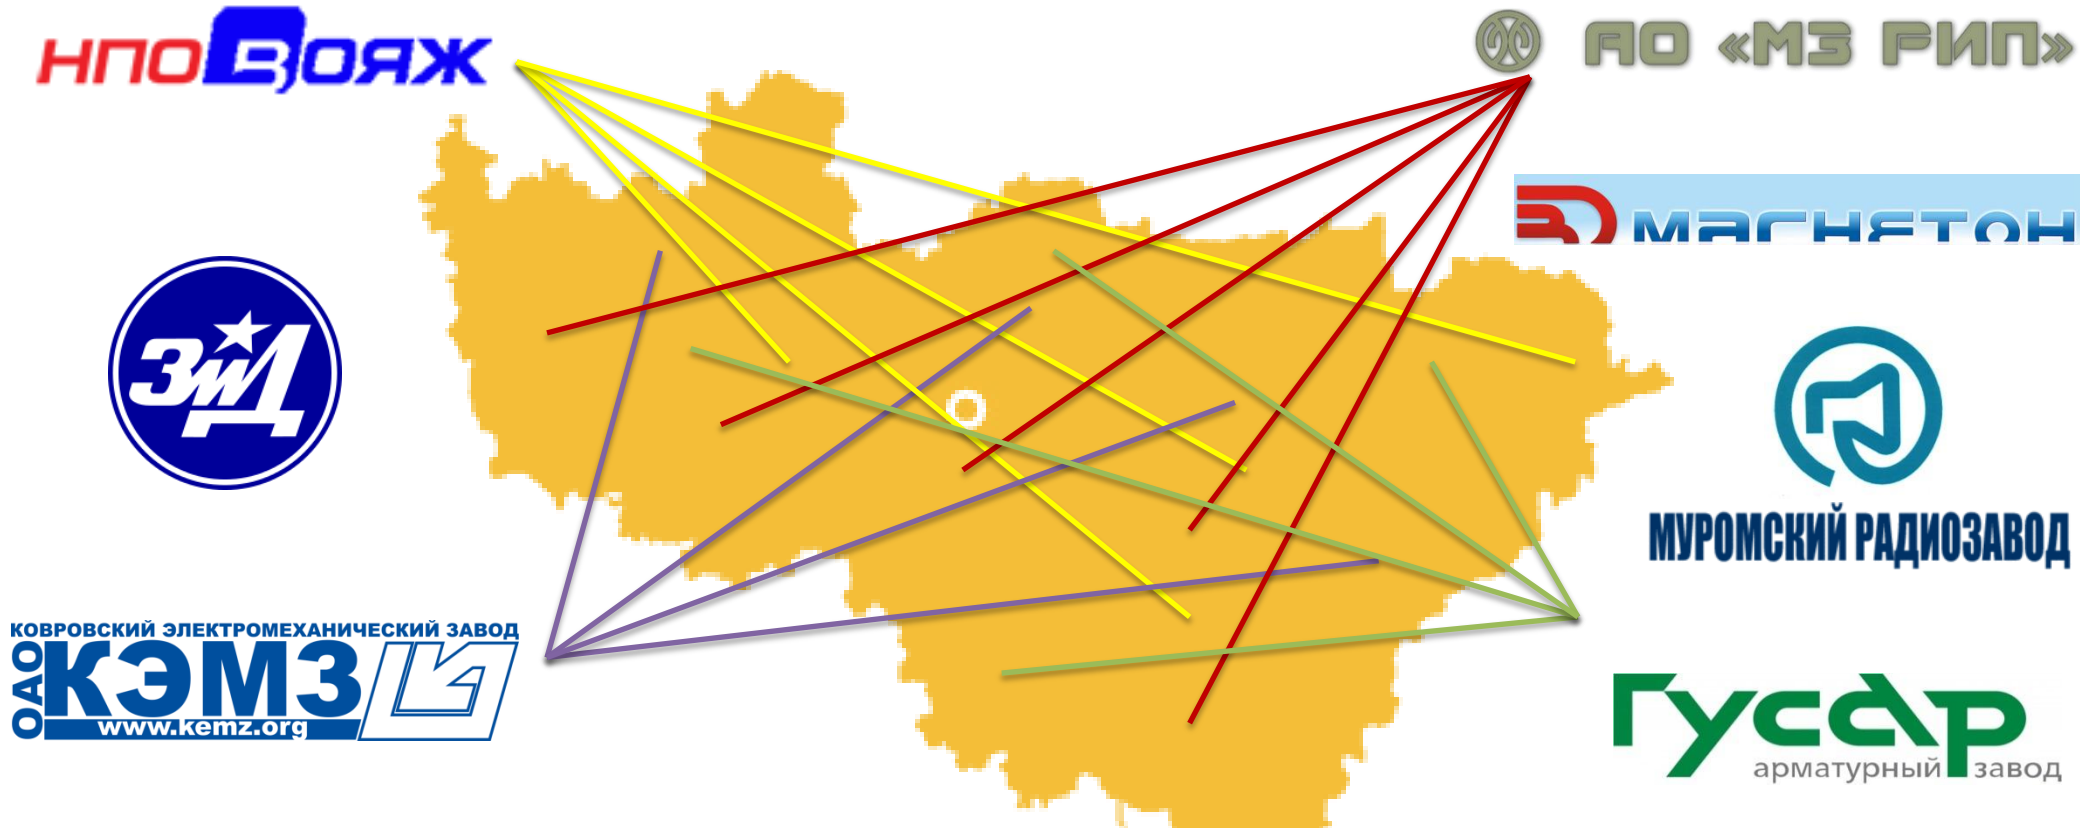 НПО Вояж
АО «МЗ РИП»
МАГНЕТОН
ЗиД
МУРОМСКИЙ РАДИОЗАВОД
КОВРОВСКИЙ ЭЛЕКТРОМЕХАНИЧЕСКИЙ ЗАВОД
ОАО
КЭМЗ
www.kemz.org
Гусар
арматурный завод